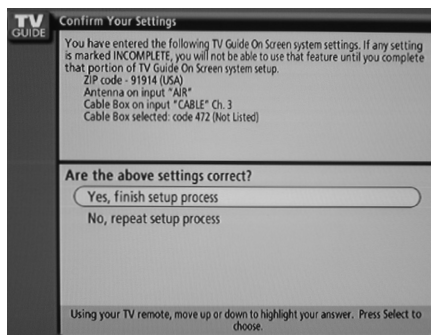 TV
GUIDE
Confirm Your Settings
You have entered the following TV Guide On Screen system settings. If any setting
is marked INCOMPLETE, you will not be able to use that feature until you complete
that portion of TV Guide On Screen system setup.
ZIP code - 91914 (USA)
Antenna on input "AIR"
Cable Box on input "CABLE" Ch. 3
Cable Box selected: code 472 (Not Listed)
Are the above settings correct?
Yes, finish setup process
No, repeat setup process
Using your TV remote, move up or down to highlight your answer. Press Select to
choose.